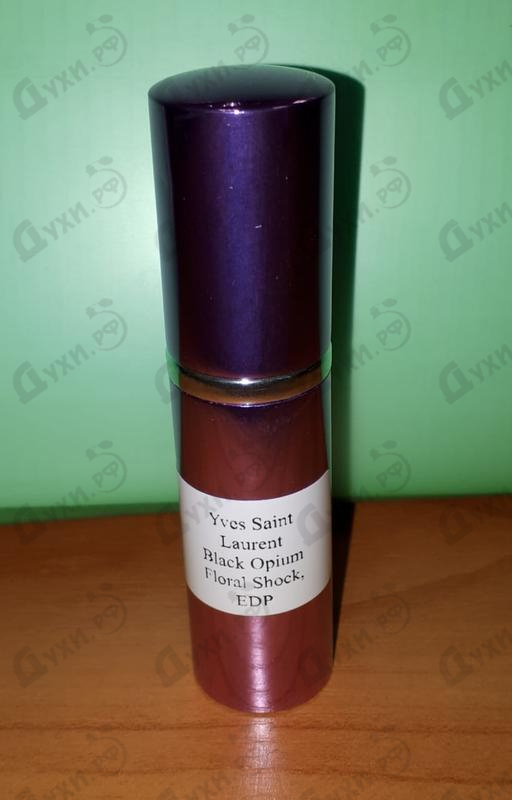 Yves Saint
Laurent
Black Opium
Floral Shock,
EDP
Духи.РФ